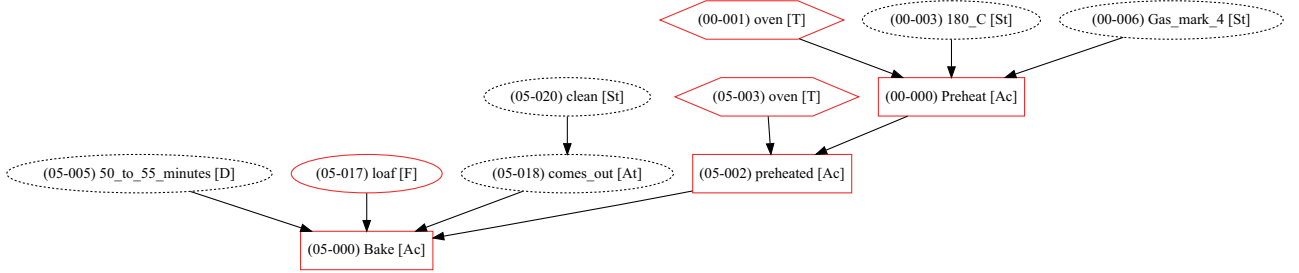 (00-001) oven [T]
(00-003) 180_C [St]
(00-006) Gas_mark_4 [St]
(05-020) clean [St]
(05-003) oven [T]
(00-000) Preheat [Ac]
(05-005) 50_to_55_minutes [D]
(05-017) loaf [F]
(05-018) comes_out [At]
(05-002) preheated [Ac]
(05-000) Bake [Ac]